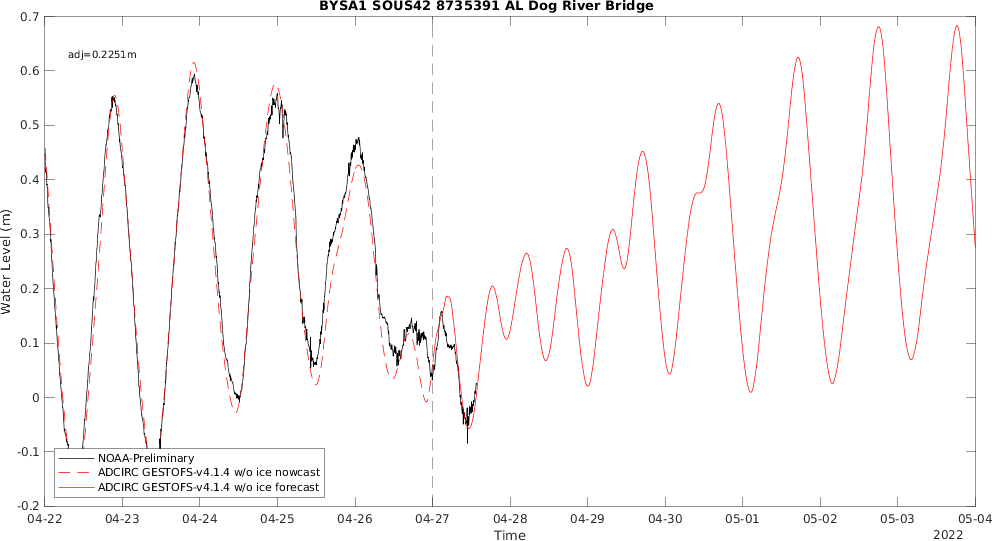 BYSA1 SOUS42 8735391 AL Dog River Bridge
0.7
adj=0.2251m
0.6
0.5
0.4
0.3
0.2
0.1
0
-0.1
-0.2
Water Level (m)
NOAA-Preliminary
ADCIRC GESTOFS-v4.1.4 w/o ice nowcast
ADCIRC GESTOFS-v4.1.4 w/o ice forecast
04-22 04-23 04-24 04-25 04-26 04-27 04-28 04-29 04-30 05-01 05-02 05-03 05-04
Time
2022